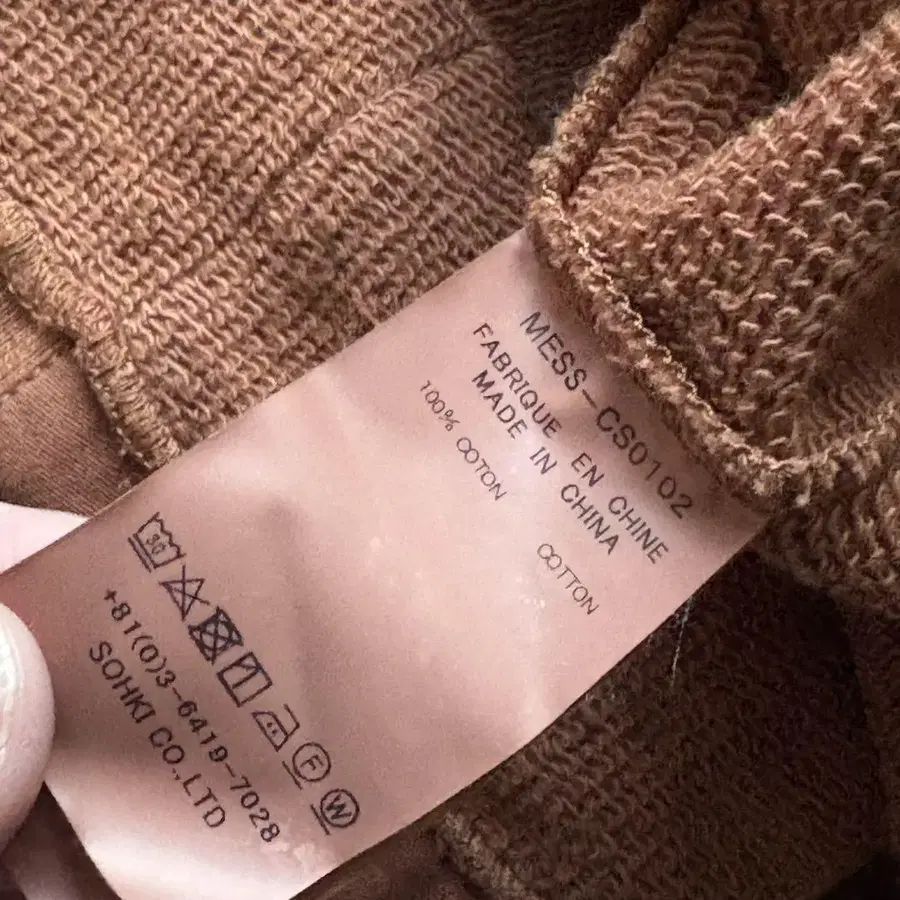 MESS-CS0102
FABRIQUE EN CHINE
MADE IN CHINA
100% COTON COTTON
30
F W
+81(0)3-6419-7028
SOHKI CO.,LTD